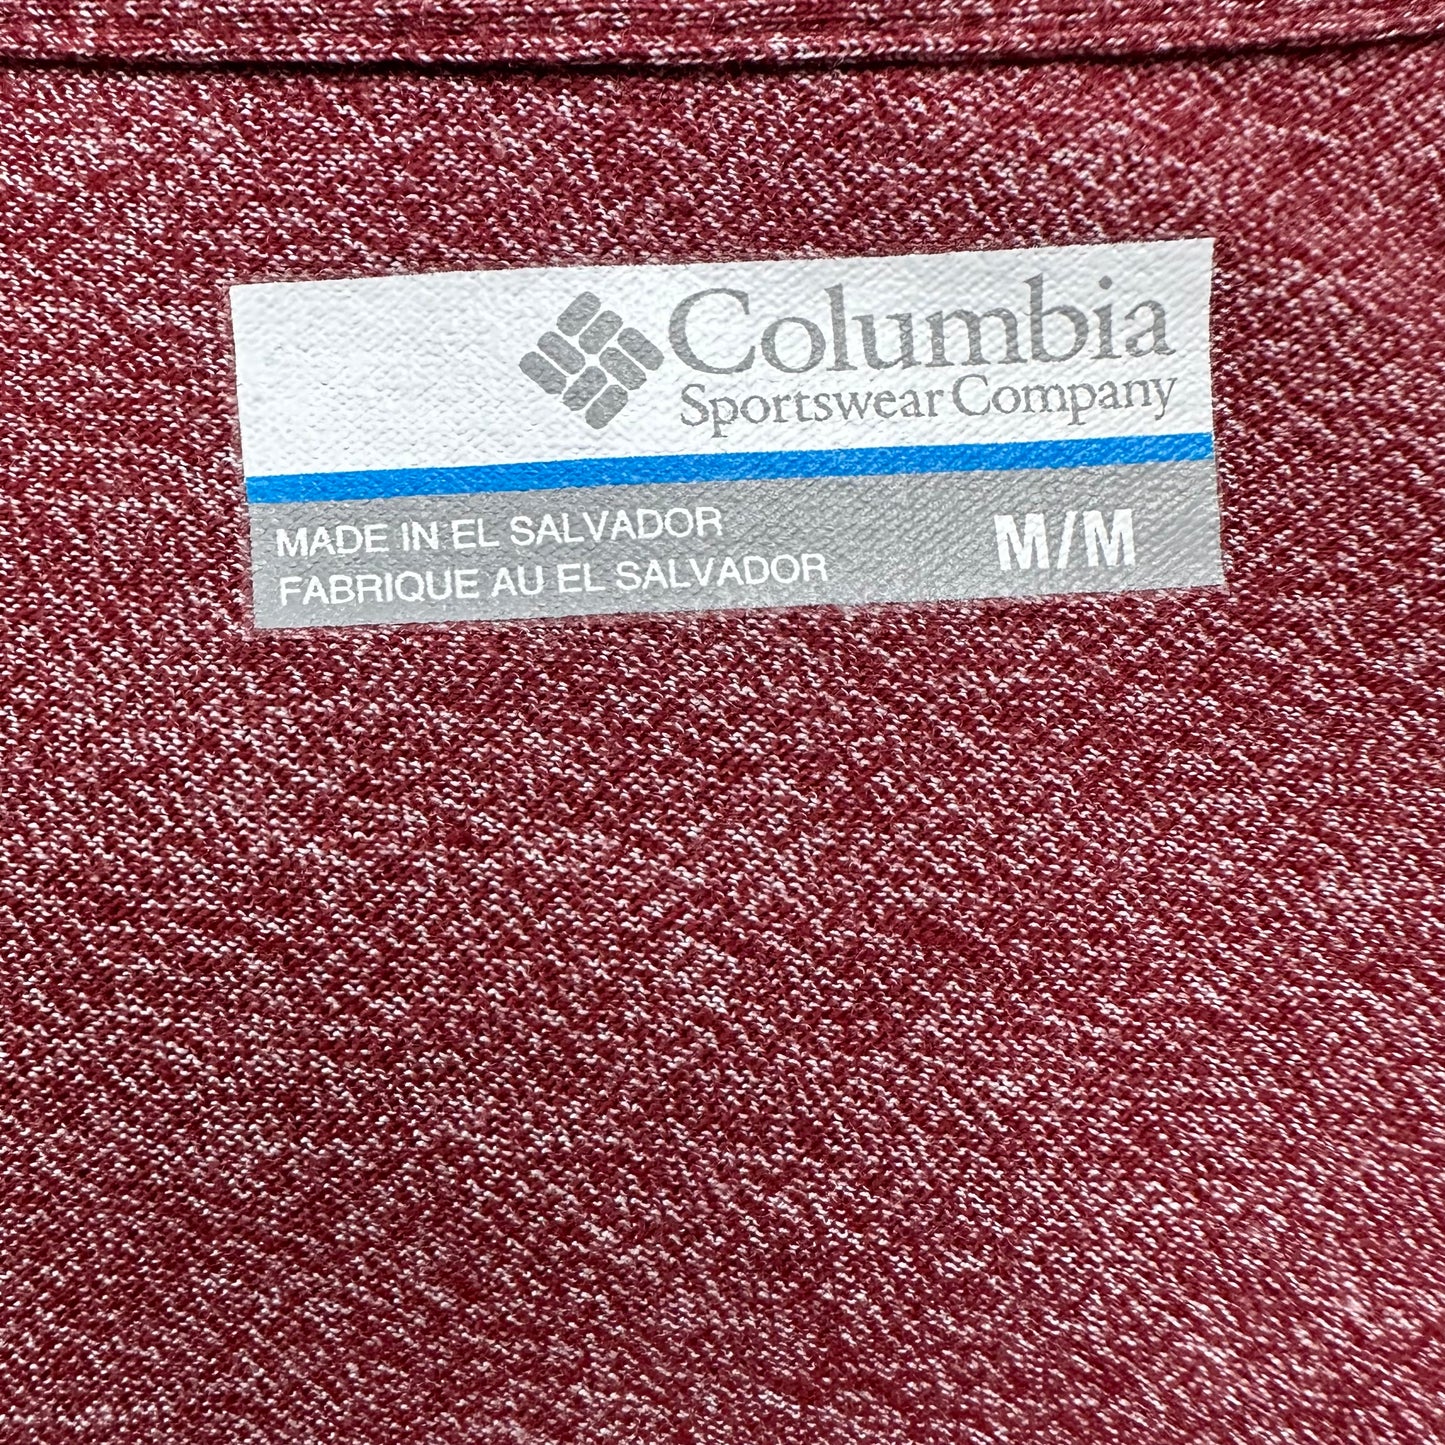 Columbia
Sportswear Company
MADE IN EL SALVADOR
FABRIQUE AU EL SALVADOR
M/M